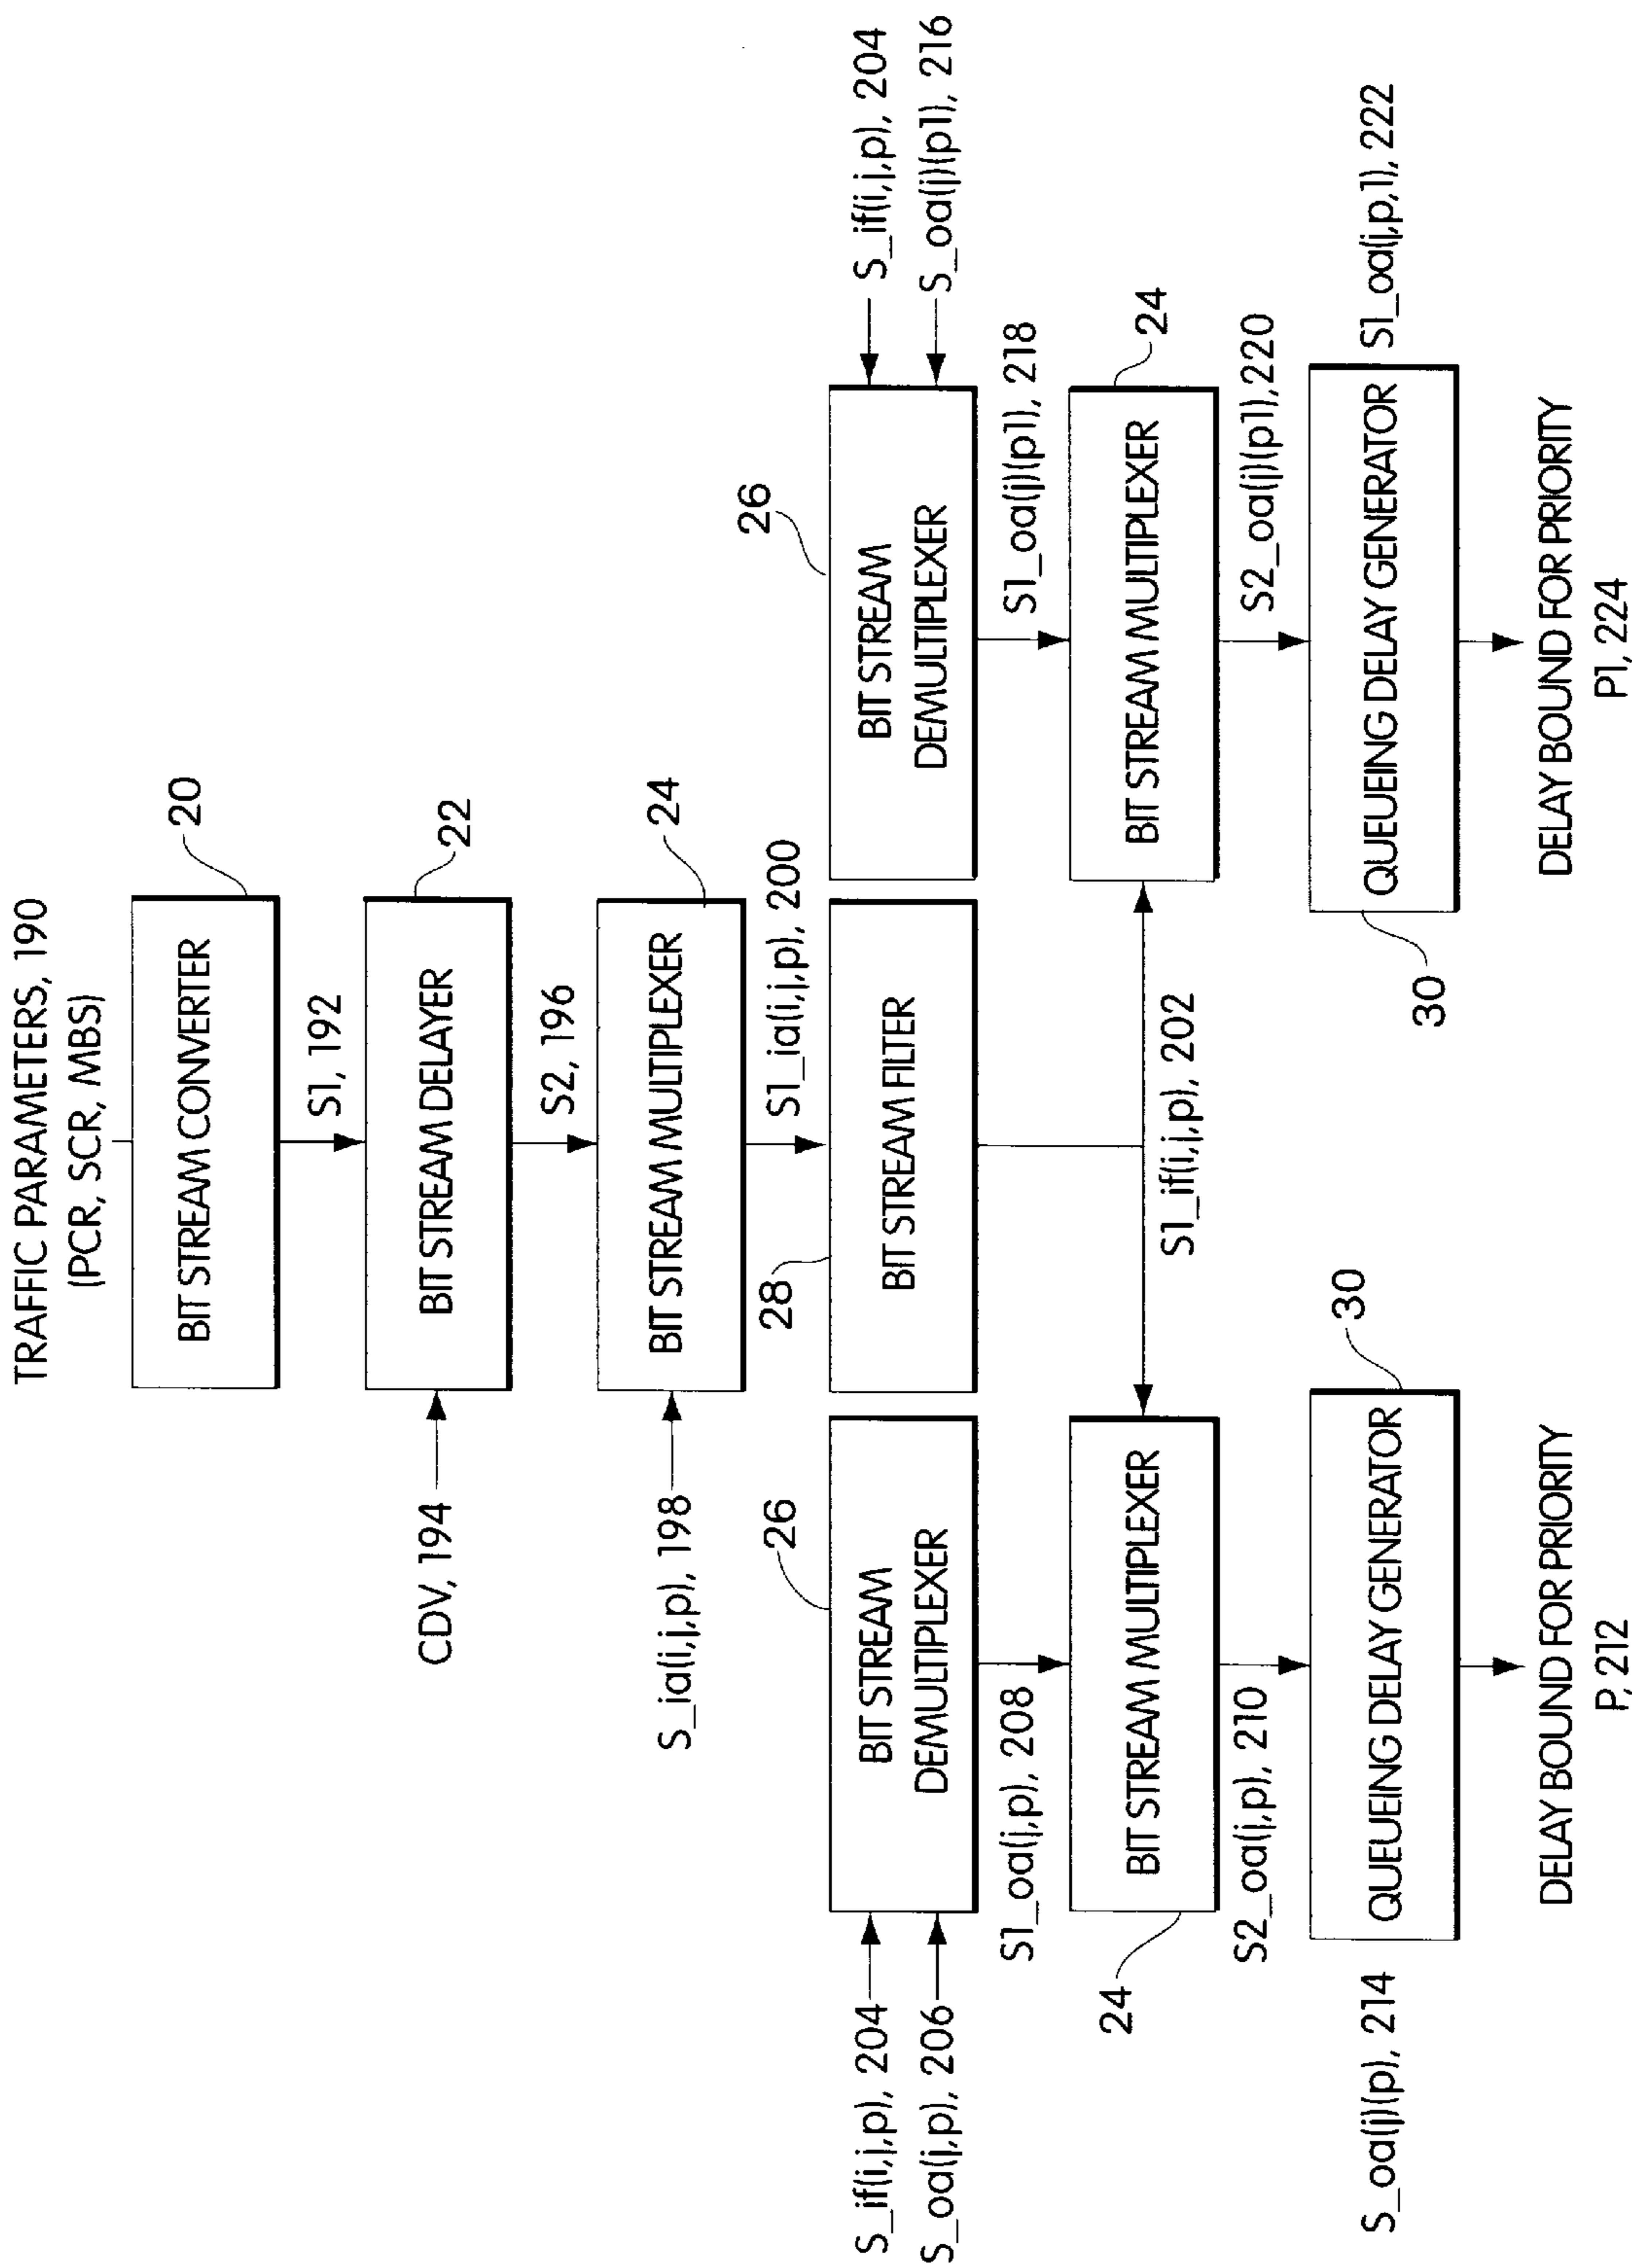 TRAFFIC PARAMETERS, 190
(PCR, SCR, MBS)
BIT STREAM CONVERTER
20
S1, 192
CDV, 194
BIT STREAM DELAYER
22
S2, 196
S_ia(i,j,p), 198
BIT STREAM MULTIPLEXER
24
S1_ia(i,j,p), 200
28
BIT STREAM FILTER
26
BIT STREAM
DEMULTIPLEXER
S_if(i,j,p), 204
S_oa(j,p), 206
26
BIT STREAM
DEMULTIPLEXER
S_if(i,j,p), 204
S_oa(j)(p1), 216
S1_oa(j,p), 208
S1_if(i,j,p), 202
S1_oa(j)(p1), 218
24
BIT STREAM MULTIPLEXER
BIT STREAM MULTIPLEXER
24
S2_oa(j,p), 210
S2_oa(j)(p1),220
S_oa(j)(p), 214
QUEUEING DELAY GENERATOR
30
30
QUEUEING DELAY GENERATOR
S1_oa(j,p,1), 222
DELAY BOUND FOR PRIORITY
P, 212
DELAY BOUND FOR PRIORITY
P1, 224